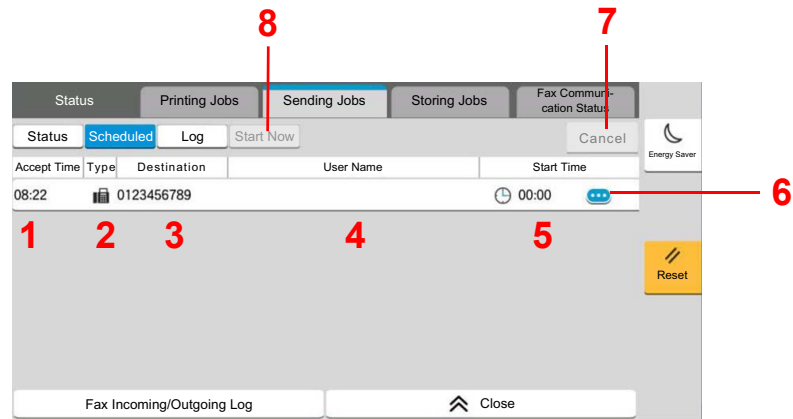 8
7
Status
Printing Jobs
Sending Jobs
Storing Jobs
Fax Communi-
cation Status
Status
Scheduled
Log
Start Now
Cancel
Energy Saver
Accept Time
Type
Destination
User Name
Start Time
08:22
0123456789
00:00
6
1
2
3
4
5
Reset
Fax Incoming/Outgoing Log
Close